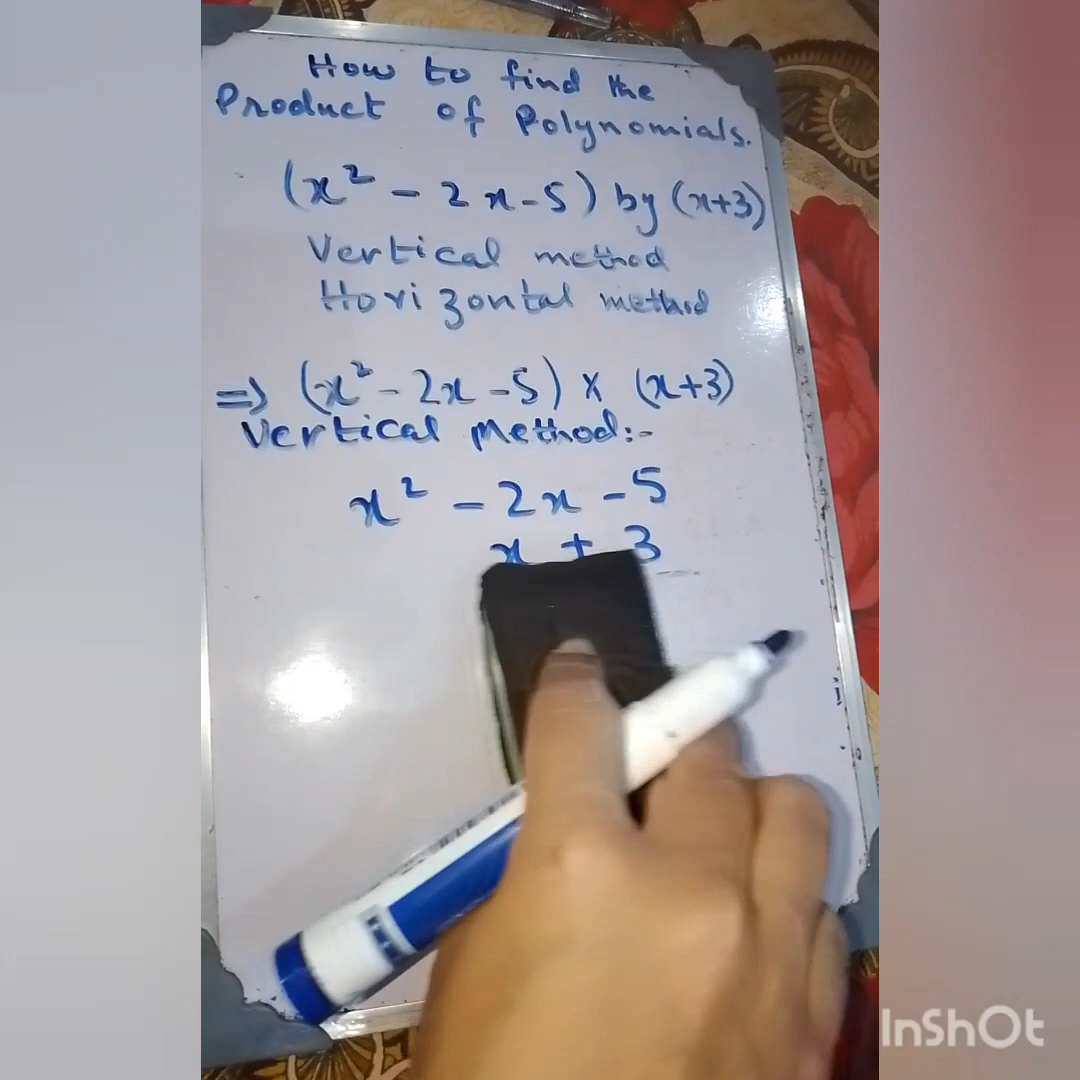 How to find the
Product of Polynomials.
(x² - 2x - 5) by (x+3)
Vertical method
Horizontal method
=> (x² - 2x - 5) × (x+3)
Vertical Method:-
x² - 2x - 5
x + 3
InShOt